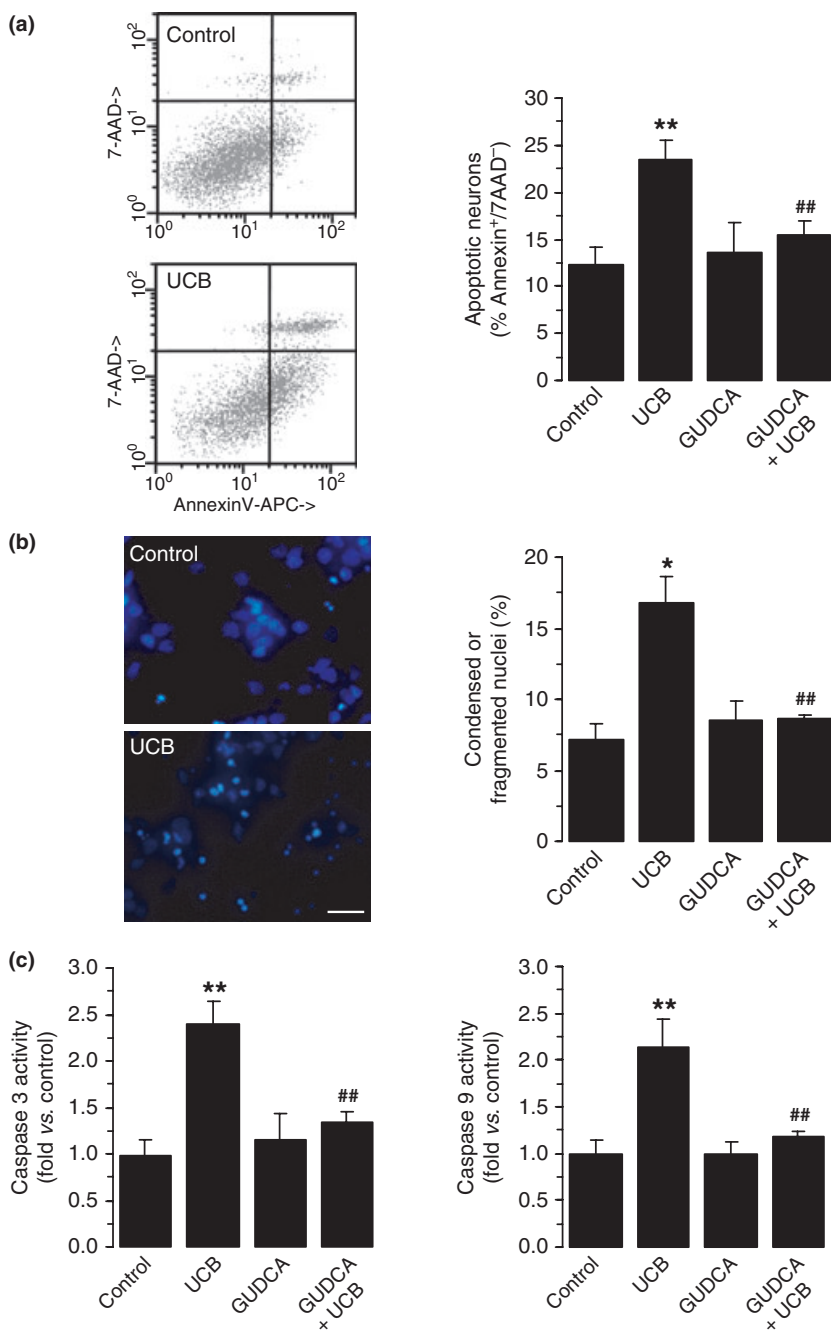 (a)
Control
10²
10¹
10⁰
7-AAD->
10⁰ 10¹ 10²
UCB
10²
10¹
10⁰
7-AAD->
10⁰ 10¹ 10²
AnnexinV-APC->
Apoptotic neurons
(% Annexin⁺/7AAD⁻)
30
25
20
15
10
5
0
**
##
Control
UCB
GUDCA
GUDCA
+ UCB
(b)
Control
UCB
Condensed or
fragmented nuclei (%)
20
15
10
5
0
*
##
Control
UCB
GUDCA
GUDCA
+ UCB
(c)
Caspase 3 activity
(fold vs. control)
3.0
2.5
2.0
1.5
1.0
0.5
0.0
**
##
Control
UCB
GUDCA
GUDCA
+ UCB
Caspase 9 activity
(fold vs. control)
3.0
2.5
2.0
1.5
1.0
0.5
0.0
**
##
Control
UCB
GUDCA
GUDCA
+ UCB